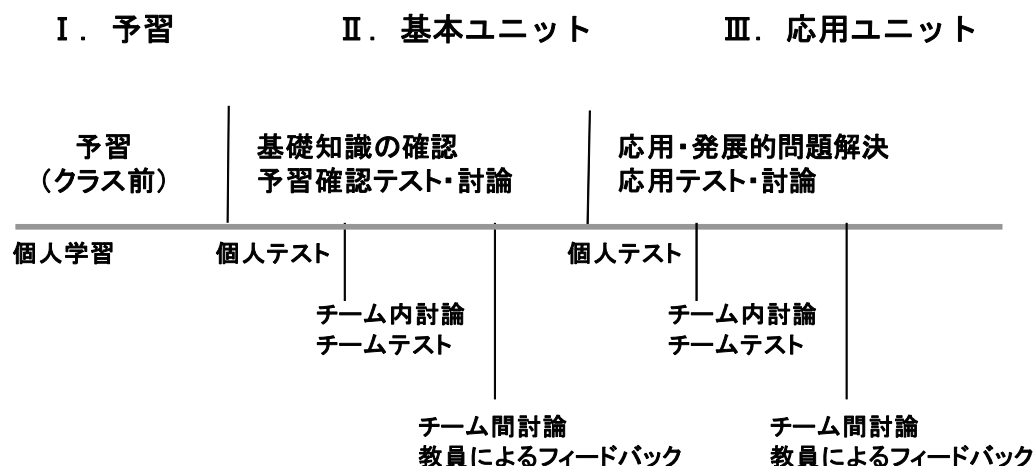 Ⅰ. 予習
Ⅱ. 基本ユニット
Ⅲ. 応用ユニット
予習
(クラス前)
基礎知識の確認
予習確認テスト・討論
応用・発展的問題解決
応用テスト・討論
個人学習
個人テスト
個人テスト
チーム内討論
チームテスト
チーム内討論
チームテスト
チーム間討論
教員によるフィードバック
チーム間討論
教員によるフィードバック